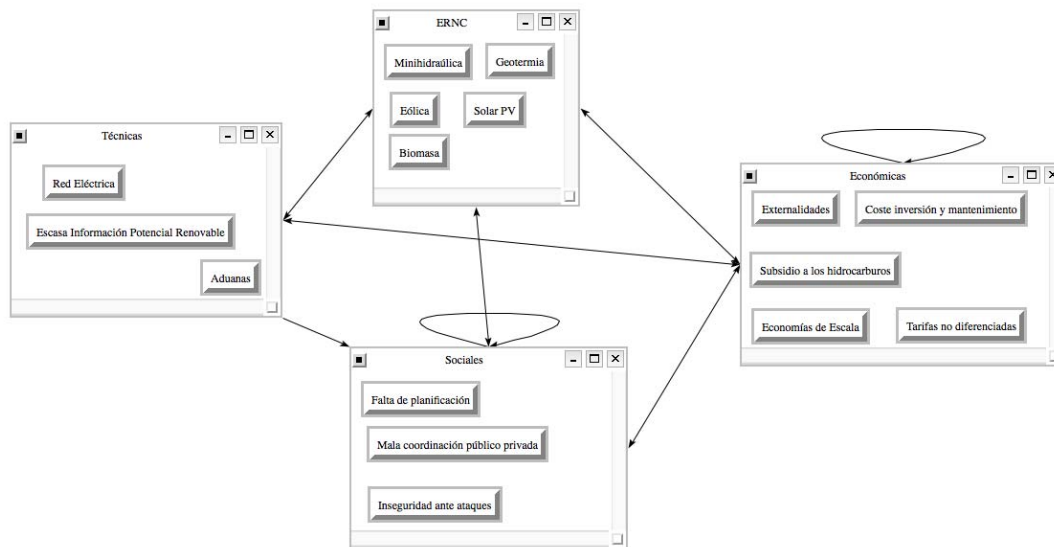 ERNC
Minihidraúlica
Geotermia
Eólica
Solar PV
Biomasa
Técnicas
Red Eléctrica
Escasa Información Potencial Renovable
Aduanas
Económicas
Externalidades
Coste inversión y mantenimiento
Subsidio a los hidrocarburos
Economías de Escala
Tarifas no diferenciadas
Sociales
Falta de planificación
Mala coordinación público privada
Inseguridad ante ataques